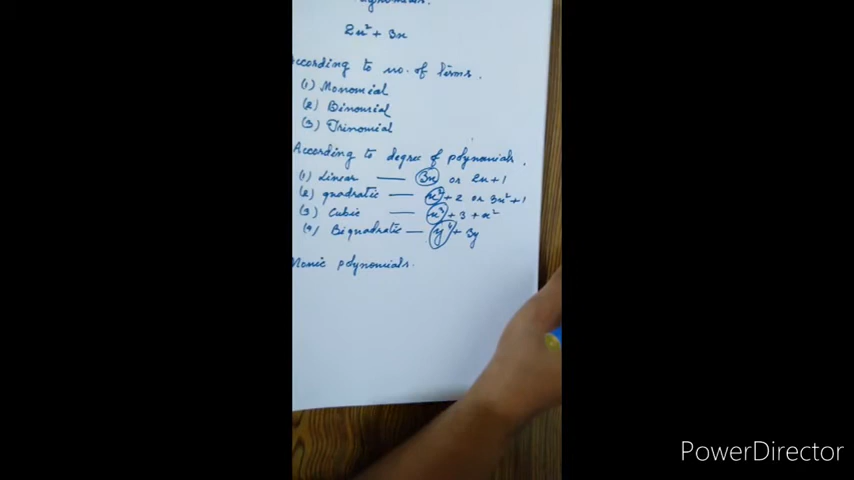 2x² + 3x
According to no. of terms.
(1) Monomial
(2) Binomial
(3) Trinomial
According to degree of polynomials.
(1) Linear — 3x or 2x+1
(2) quadratic — x² + 2 or 3x²+1
(3) Cubic — x³ + 3 + x²
(4) Biquadratic — y⁴ + 3y
Monic polynomials.
PowerDirector